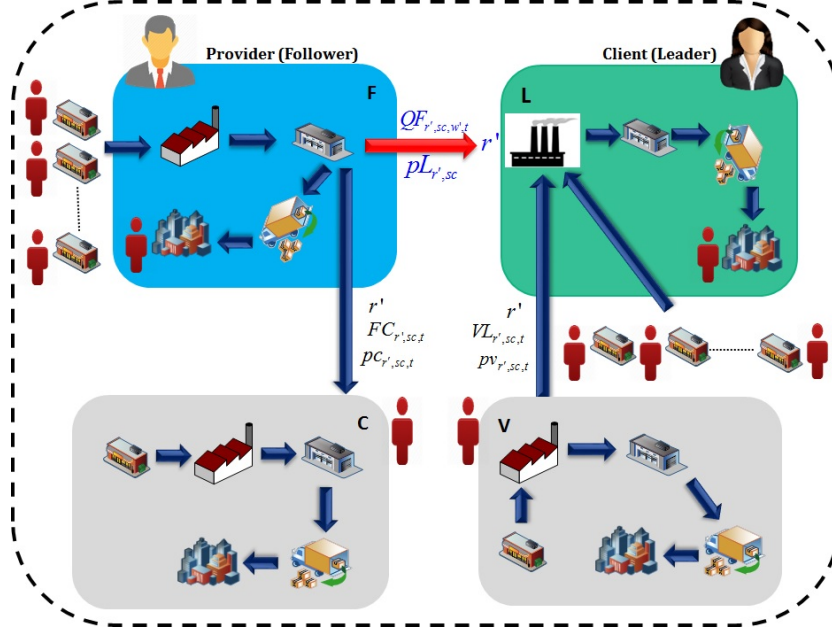 Provider (Follower)
Client (Leader)
F
L
QF_{r',sc,w',t}
r'
pL_{r',sc}
r'
FC_{r',sc,t}
pc_{r',sc,t}
r'
VL_{r',sc,t}
pv_{r',sc,t}
C
V